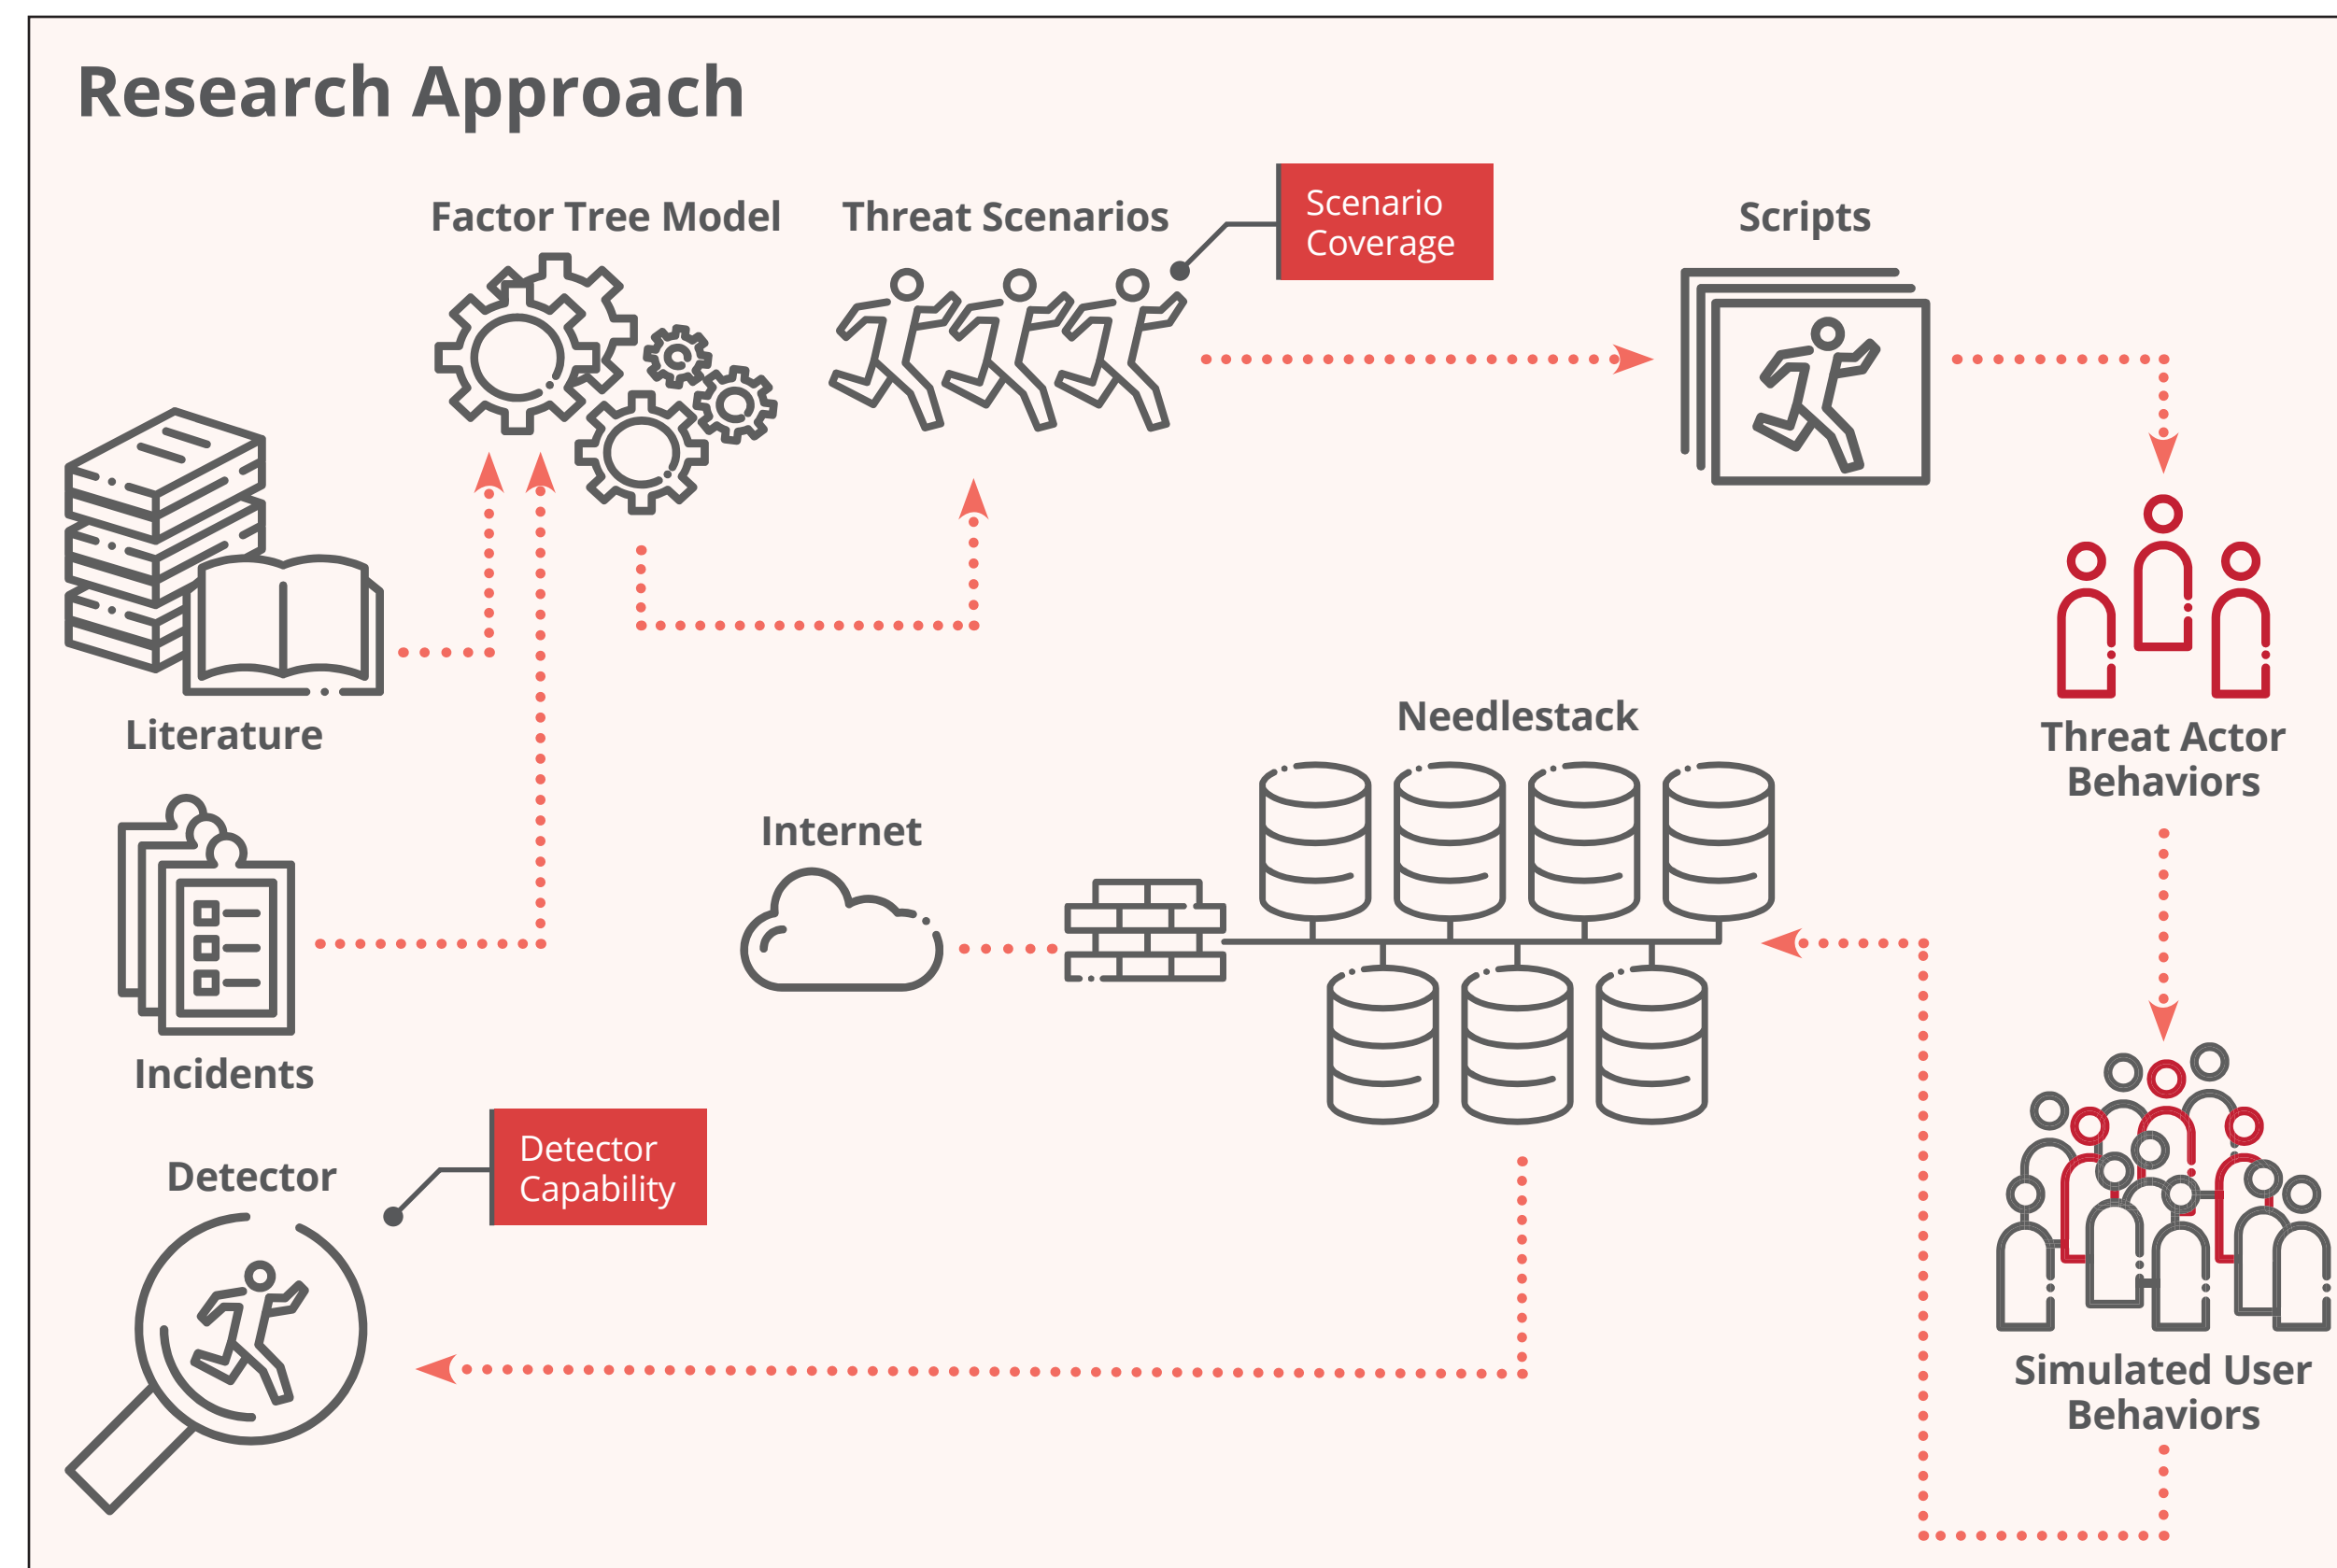 Research Approach
Factor Tree Model
Threat Scenarios
Scenario
Coverage
Scripts
Literature
Needlestack
Threat Actor
Behaviors
Internet
Incidents
Detector
Capability
Detector
Simulated User
Behaviors